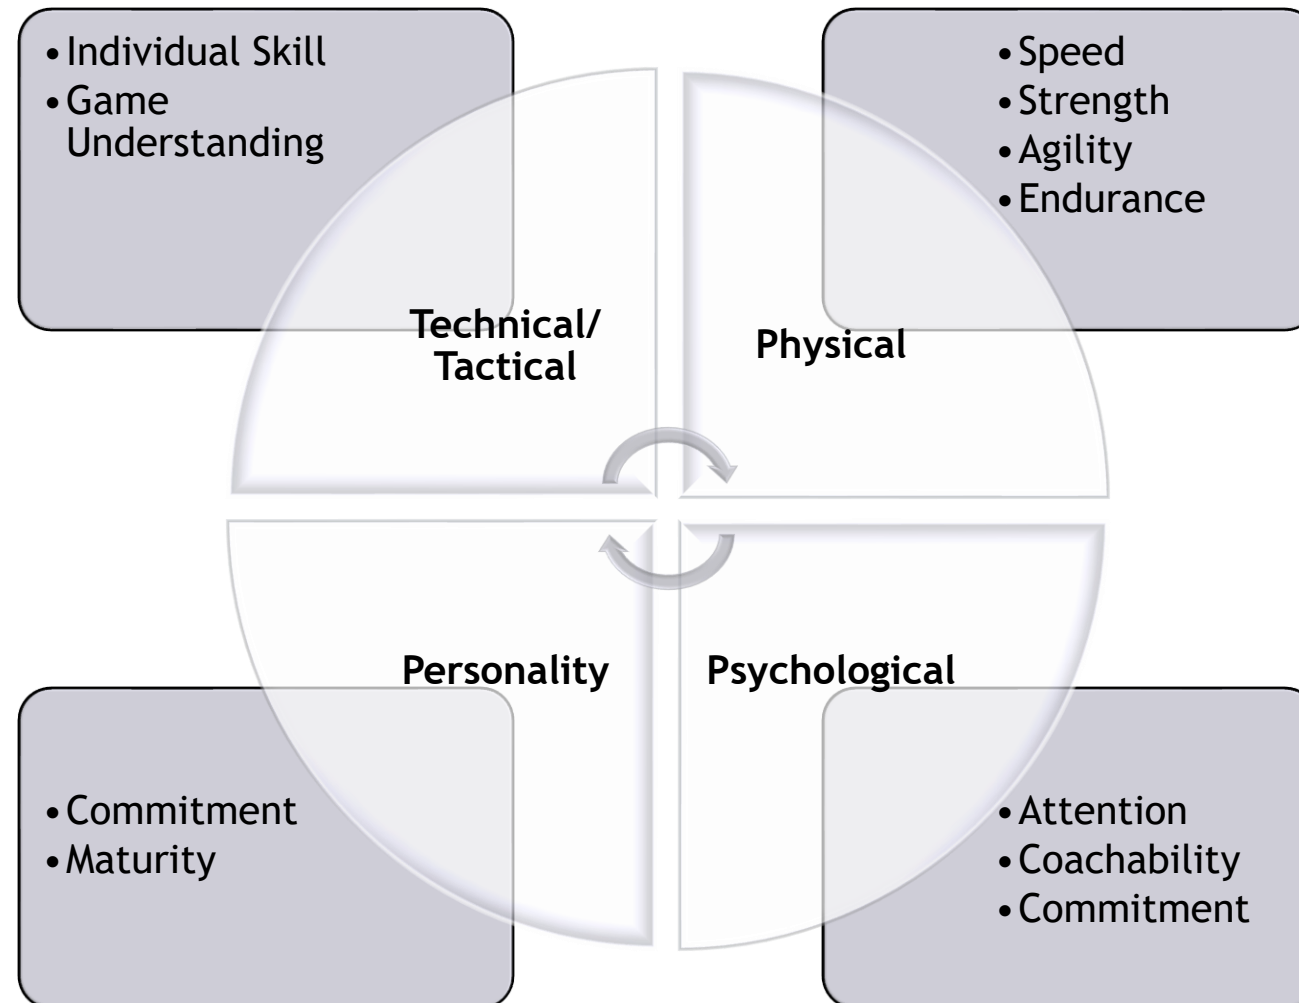 • Individual Skill
• Game
Understanding
• Speed
• Strength
• Agility
• Endurance
Technical/
Tactical
Physical
Personality
Psychological
• Commitment
• Maturity
• Attention
• Coachability
• Commitment